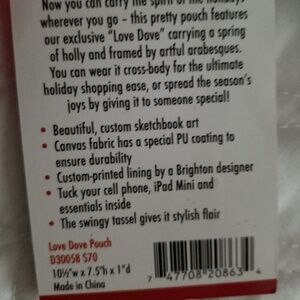 Now you can carry the spirit of the holidays
wherever you go – this pretty pouch features
our exclusive “Love Dove” carrying a spring
of holly and framed by artful arabesques.
You can wear it cross-body for the ultimate
holiday shopping ease, or spread the season's
joys by giving it to someone special!
• Beautiful, custom sketchbook art
• Canvas fabric has a special PU coating to
ensure durability
• Custom-printed lining by a Brighton designer
• Tuck your cell phone, iPad Mini and
essentials inside
• The swingy tassel gives it stylish flair
Love Dove Pouch
D30058 $70
10½"w x 7.5"h x 1"d
Made in China
7 47708 20863 4